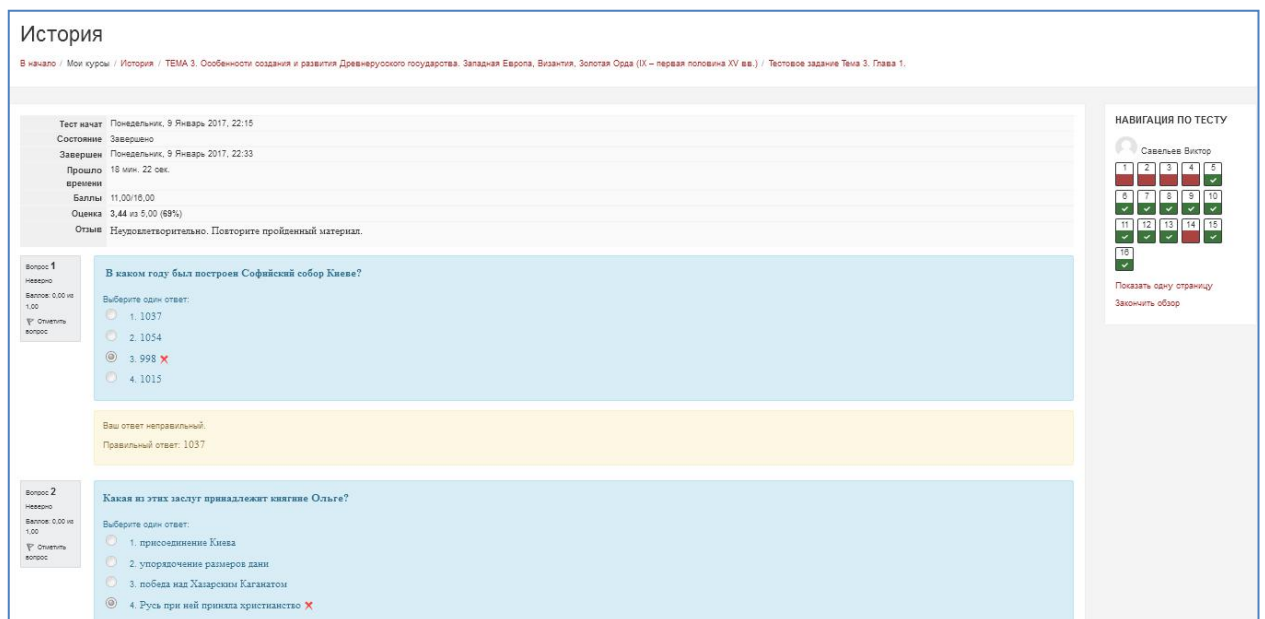 История
В начало / Мои курсы / История / ТЕМА 3. Особенности создания и развития Древнерусского государства. Западная Европа, Византия, Золотая Орда (IX – первая половина XV вв.) / Тестовое задание Тема 3. Глава 1.
Тест начат Понедельник, 9 Январь 2017, 22:15
Состояние Завершено
Завершен Понедельник, 9 Январь 2017, 22:33
Прошло времени 18 мин. 22 сек.
Баллы 11,00/16,00
Оценка 3,44 из 5,00 (69%)
Отзыв Неудовлетворительно. Повторите пройденный материал.
Вопрос 1
Неверно
Баллов: 0,00 из
1,00
Отметить
вопрос
В каком году был построен Софийский собор Киеве?
Выберите один ответ:
1. 1037
2. 1054
3. 998
4. 1015
Ваш ответ неправильный.
Правильный ответ: 1037
Вопрос 2
Неверно
Баллов: 0,00 из
1,00
Отметить
вопрос
Какая из этих заслуг принадлежит княгине Ольге?
Выберите один ответ:
1. присоединение Киева
2. упорядочение размеров дани
3. победа над Хазарским Каганатом
4. Русь при ней приняла христианство
НАВИГАЦИЯ ПО ТЕСТУ
Савельев Виктор
1 2 3 4 5
6 7 8 9 10
11 12 13 14 15
16
Показать одну страницу
Закончить обзор